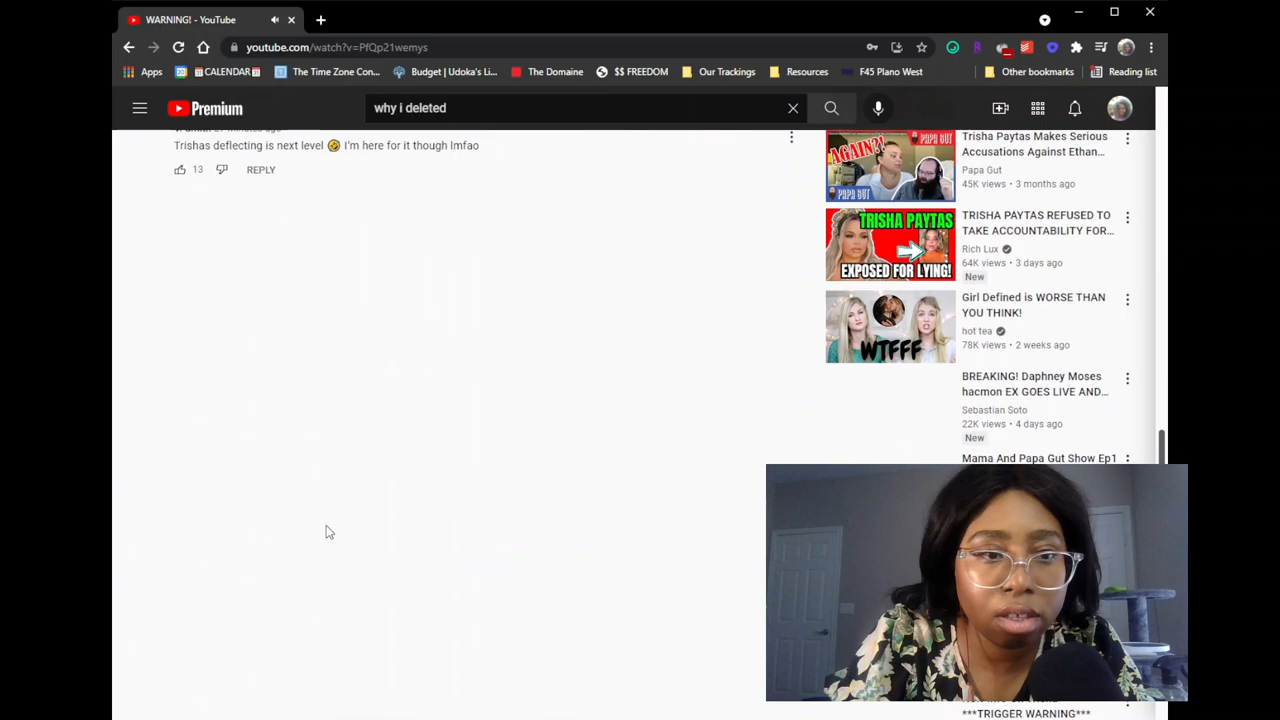 WARNING! - YouTube
youtube.com/watch?v=PfQp21wemys
Apps
CALENDAR
The Time Zone Con...
Budget | Udoka's Li...
The Domaine
$$ FREEDOM
Our Trackings
Resources
F45 Plano West
Other bookmarks
Reading list
Premium
why i deleted
Trishas deflecting is next level 🤣 I'm here for it though lmfao
13
REPLY
AGAIN?!
PAPA GUT
PAPA GUT
Trisha Paytas Makes Serious
Accusations Against Ethan...
Papa Gut
45K views • 3 months ago
TRISHA PAYTAS
EXPOSED FOR LYING!
TRISHA PAYTAS REFUSED TO
TAKE ACCOUNTABILITY FOR...
Rich Lux
64K views • 3 days ago
New
WTFFF
Girl Defined is WORSE THAN
YOU THINK!
hot tea
78K views • 2 weeks ago
BREAKING! Daphney Moses
hacmon EX GOES LIVE AND...
Sebastian Soto
22K views • 4 days ago
New
Mama And Papa Gut Show Ep1
***TRIGGER WARNING***